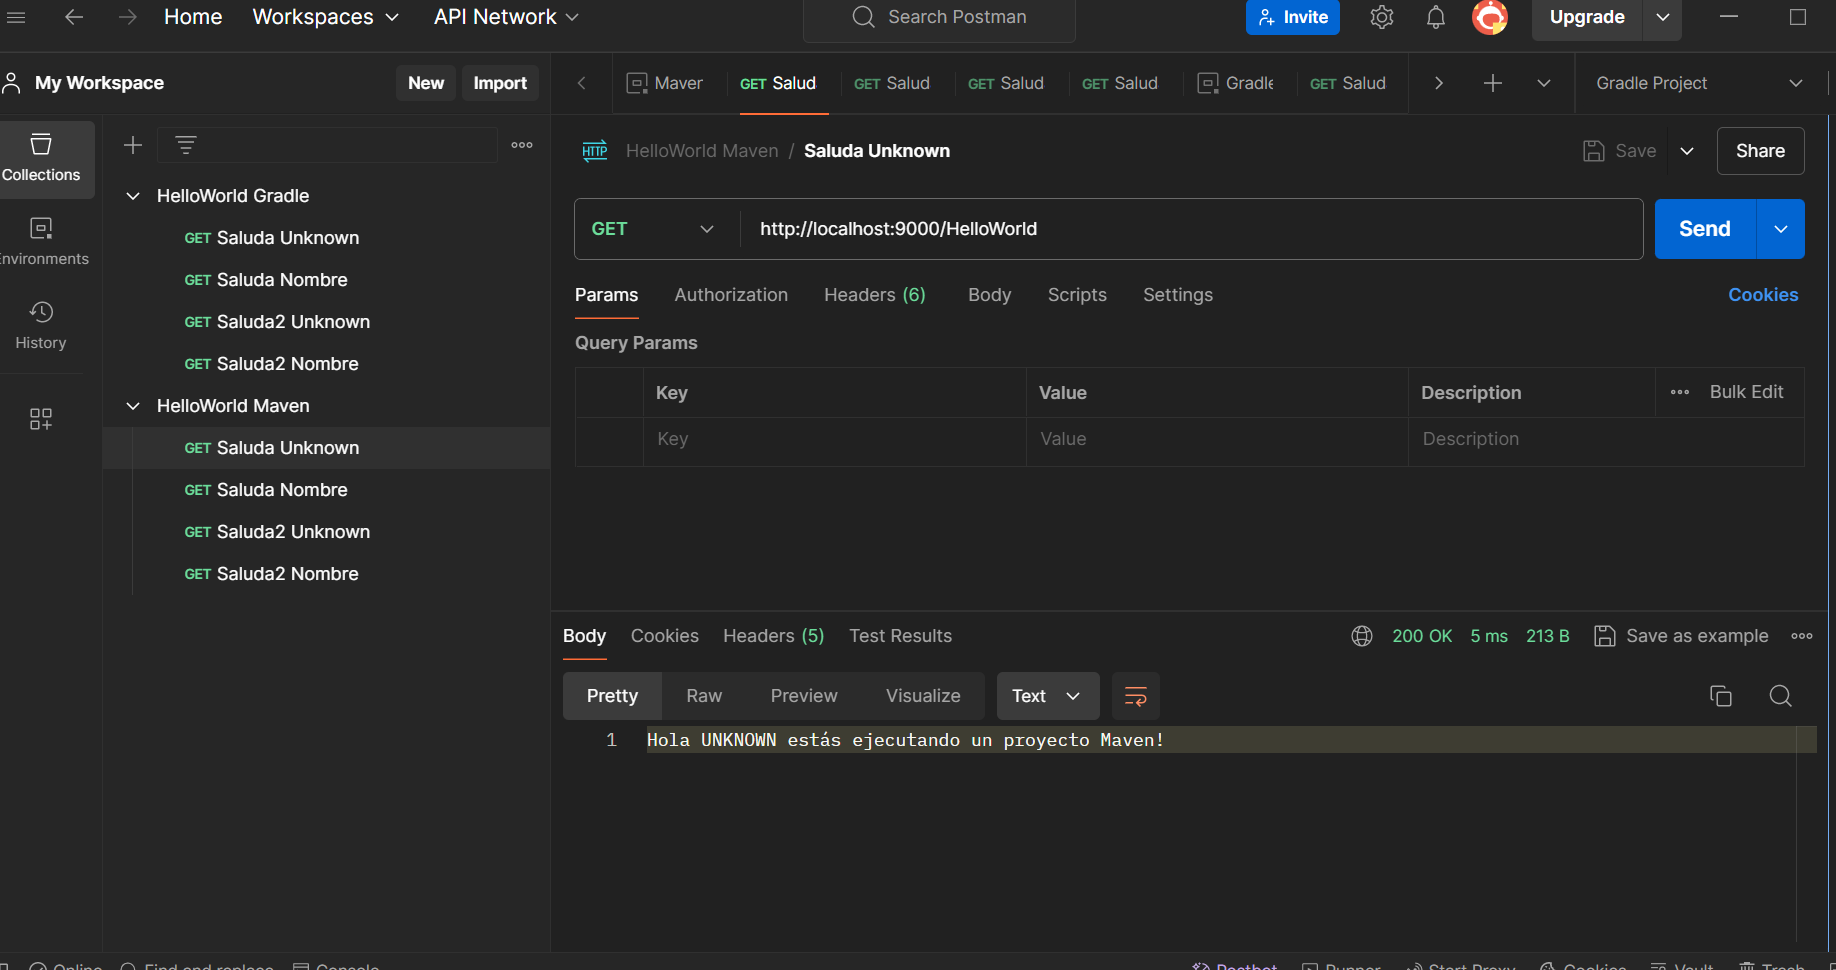 Home Workspaces API Network Search Postman Invite Upgrade
My Workspace New Import Maver GET Salud GET Salud GET Salud GET Salud Gradle GET Salud Gradle Project
Collections
Environments
History
HelloWorld Gradle
GET Saluda Unknown
GET Saluda Nombre
GET Saluda2 Unknown
GET Saluda2 Nombre
HelloWorld Maven
GET Saluda Unknown
GET Saluda Nombre
GET Saluda2 Unknown
GET Saluda2 Nombre
HTTP HelloWorld Maven / Saluda Unknown Save Share
GET http://localhost:9000/HelloWorld Send
Params Authorization Headers (6) Body Scripts Settings Cookies
Query Params
Key Value Description Bulk Edit
Key Value Description
Body Cookies Headers (5) Test Results 200 OK 5 ms 213 B Save as example
Pretty Raw Preview Visualize Text
1 Hola UNKNOWN estás ejecutando un proyecto Maven!
Online Find and replace Console Postbot Runner Start Proxy Cookies Vault Trash